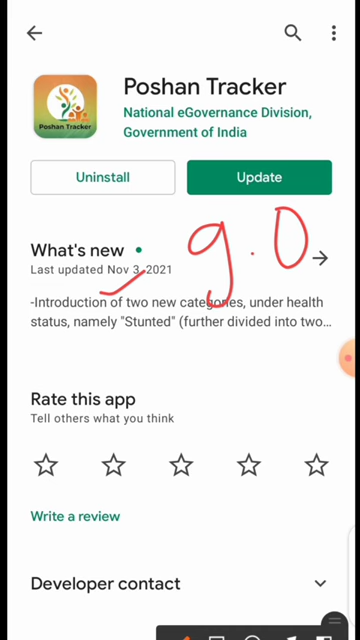 Poshan Tracker
Poshan Tracker
National eGovernance Division,
Government of India
Uninstall
Update
What's new
9.0
Last updated Nov 3, 2021
-Introduction of two new categories, under health
status, namely "Stunted" (further divided into two...
Rate this app
Tell others what you think
Write a review
Developer contact